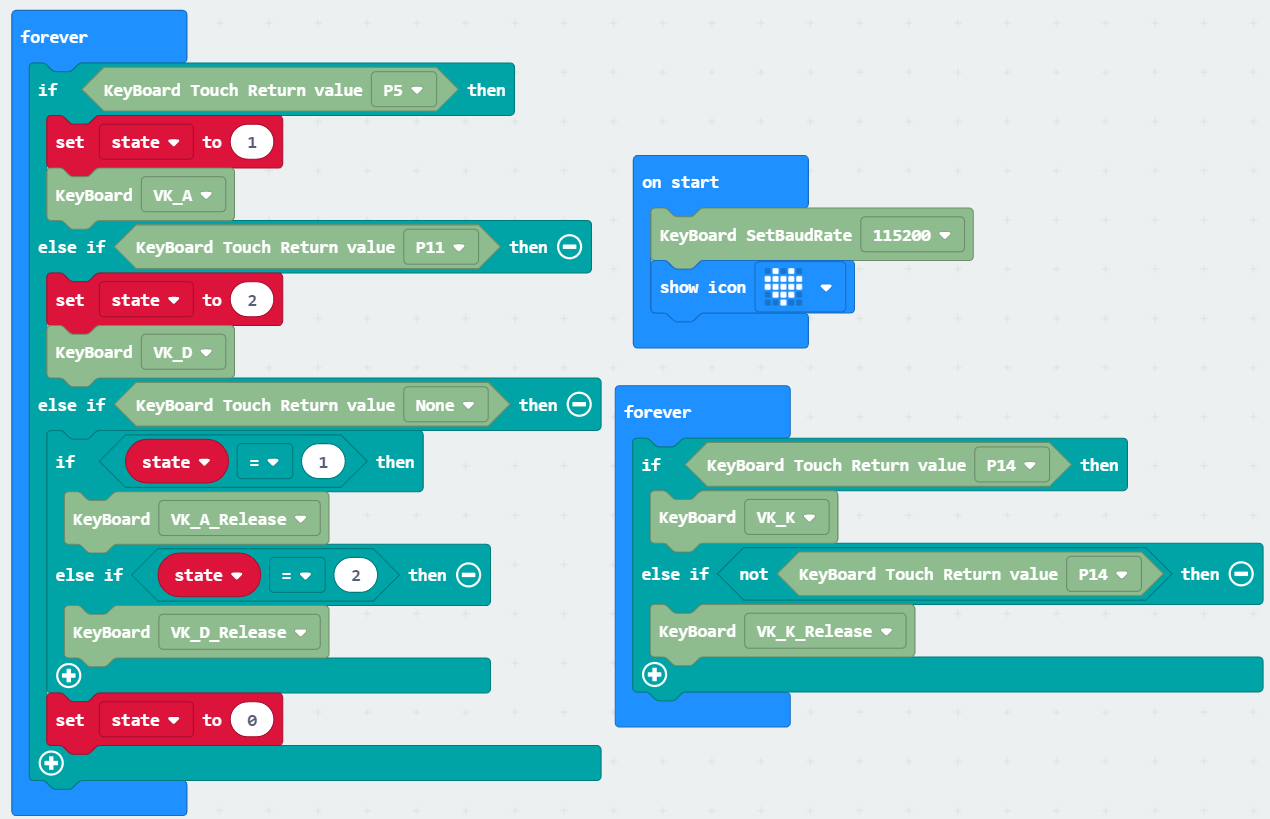 forever
if KeyBoard Touch Return value P5 then
set state to 1
KeyBoard VK_A
else if KeyBoard Touch Return value P11 then
set state to 2
KeyBoard VK_D
else if KeyBoard Touch Return value None then
if state = 1 then
KeyBoard VK_A_Release
else if state = 2 then
KeyBoard VK_D_Release
set state to 0
on start
KeyBoard SetBaudRate 115200
show icon
forever
if KeyBoard Touch Return value P14 then
KeyBoard VK_K
else if not KeyBoard Touch Return value P14 then
KeyBoard VK_K_Release